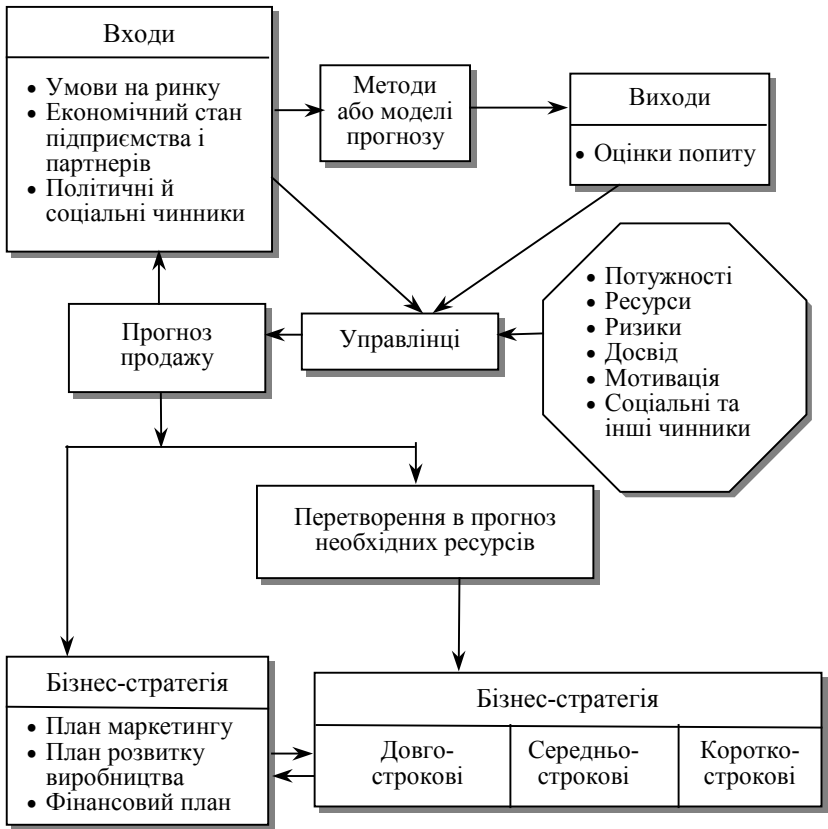 Входи
• Умови на ринку
• Економічний стан
підприємства і
партнерів
• Політичні й
соціальні чинники
Методи
або моделі
прогнозу
Виходи
• Оцінки попиту
• Потужності
• Ресурси
• Ризики
• Досвід
• Мотивація
• Соціальні та
інші чинники
Управлінці
Прогноз
продажу
Перетворення в прогноз
необхідних ресурсів
Бізнес-стратегія
• План маркетингу
• План розвитку
виробництва
• Фінансовий план
Бізнес-стратегія
Довго-
строкові
Середньо-
строкові
Коротко-
строкові